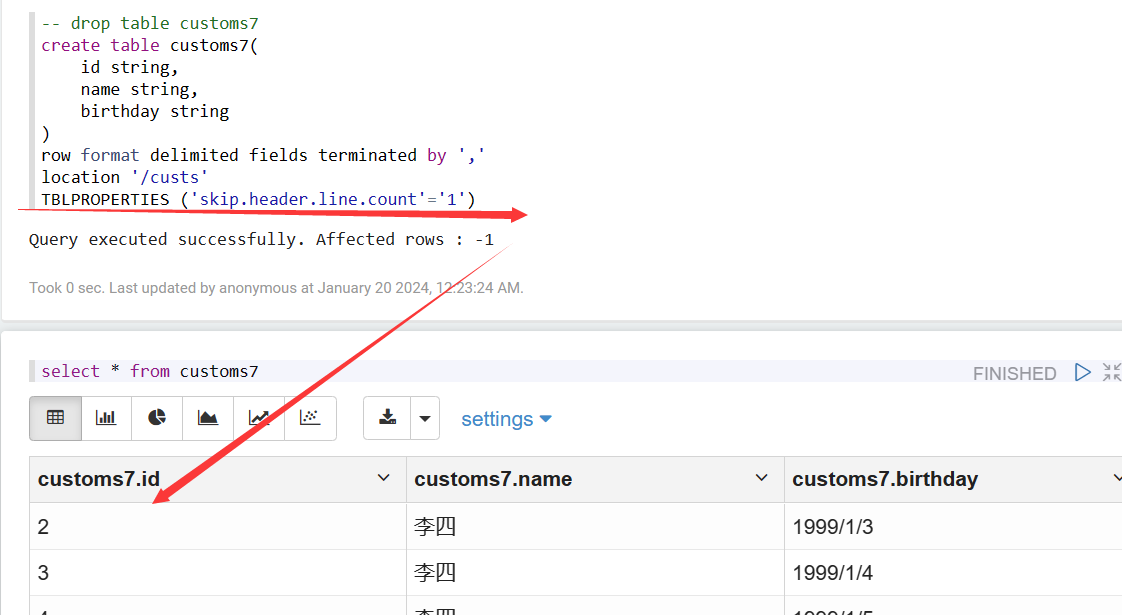 -- drop table customs7
create table customs7(
id string,
name string,
birthday string
)
row format delimited fields terminated by ','
location '/custs'
TBLPROPERTIES ('skip.header.line.count'='1')
Query executed successfully. Affected rows : -1
Took 0 sec. Last updated by anonymous at January 20 2024, 12:23:24 AM.
select * from customs7
FINISHED
settings
customs7.id customs7.name customs7.birthday
2 李四 1999/1/3
3 李四 1999/1/4